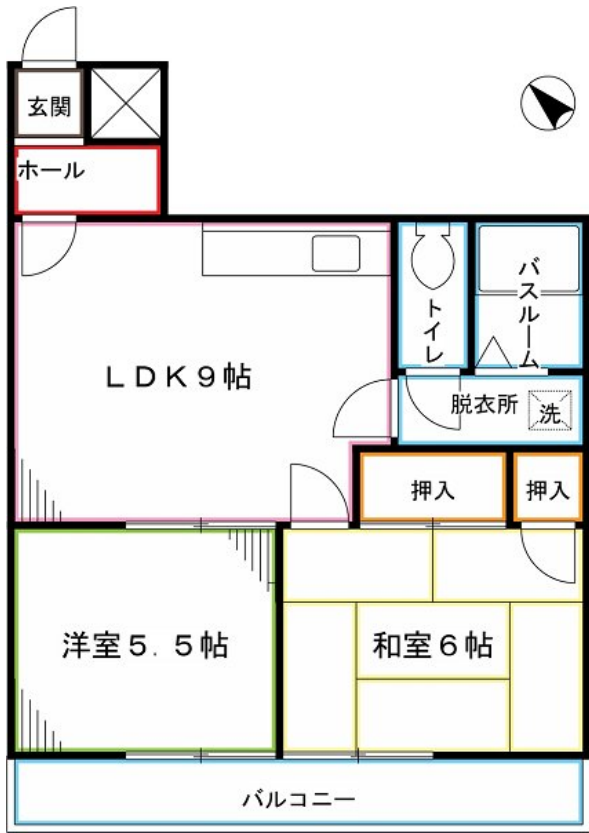 玄関
ホール
バスルーム
トイレ
LDK9帖
脱衣所
洗
押入
押入
洋室5.5帖
和室6帖
バルコニー